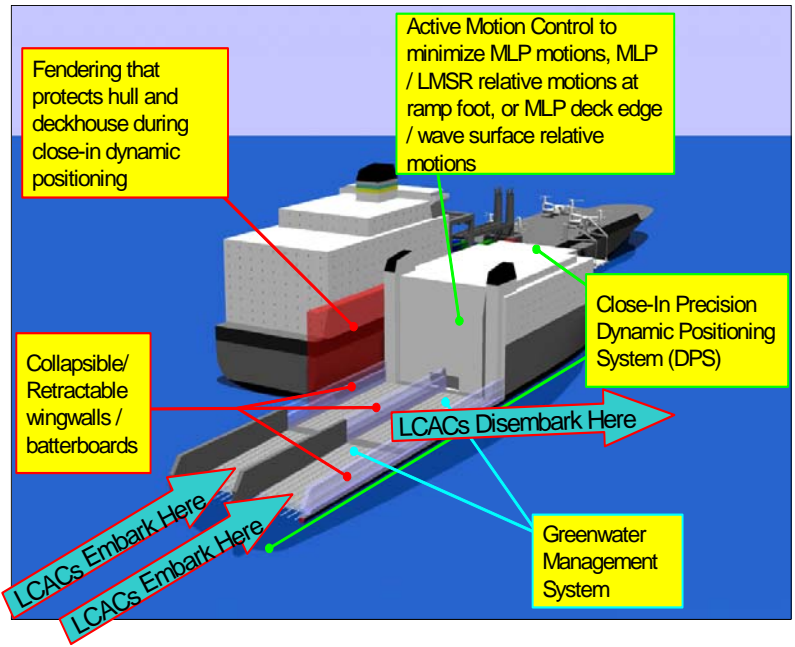 Fendering that
protects hull and
deckhouse during
close-in dynamic
positioning
Active Motion Control to
minimize MLP motions, MLP
/ LMSR relative motions at
ramp foot, or MLP deck edge
/ wave surface relative
motions
Close-In Precision
Dynamic Positioning
System (DPS)
Collapsible/
Retractable
wingwalls /
batterboards
LCACs Disembark Here
LCACs Embark Here
LCACs Embark Here
Greenwater
Management
System